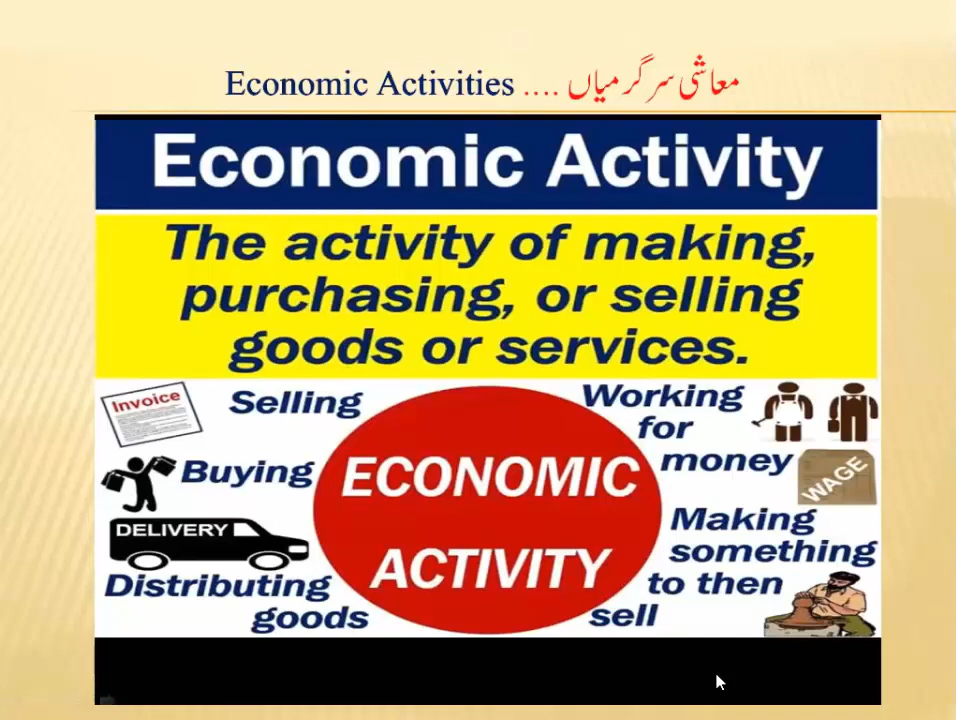 Economic Activities .... معاشی سرگرمیاں
Economic Activity
The activity of making,
purchasing, or selling
goods or services.
Invoice
Selling
Buying
DELIVERY
Distributing
goods
ECONOMIC
ACTIVITY
Working
for
money
WAGE
Making
something
to then
sell